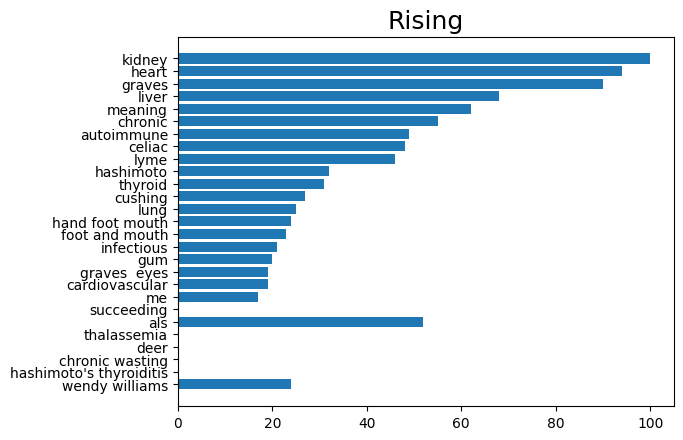 Rising
kidney
heart
graves
liver
meaning
chronic
autoimmune
celiac
lyme
hashimoto
thyroid
cushing
lung
hand foot mouth
foot and mouth
infectious
gum
graves  eyes
cardiovascular
me
succeeding
als
thalassemia
deer
chronic wasting
hashimoto's thyroiditis
wendy williams
0 20 40 60 80 100